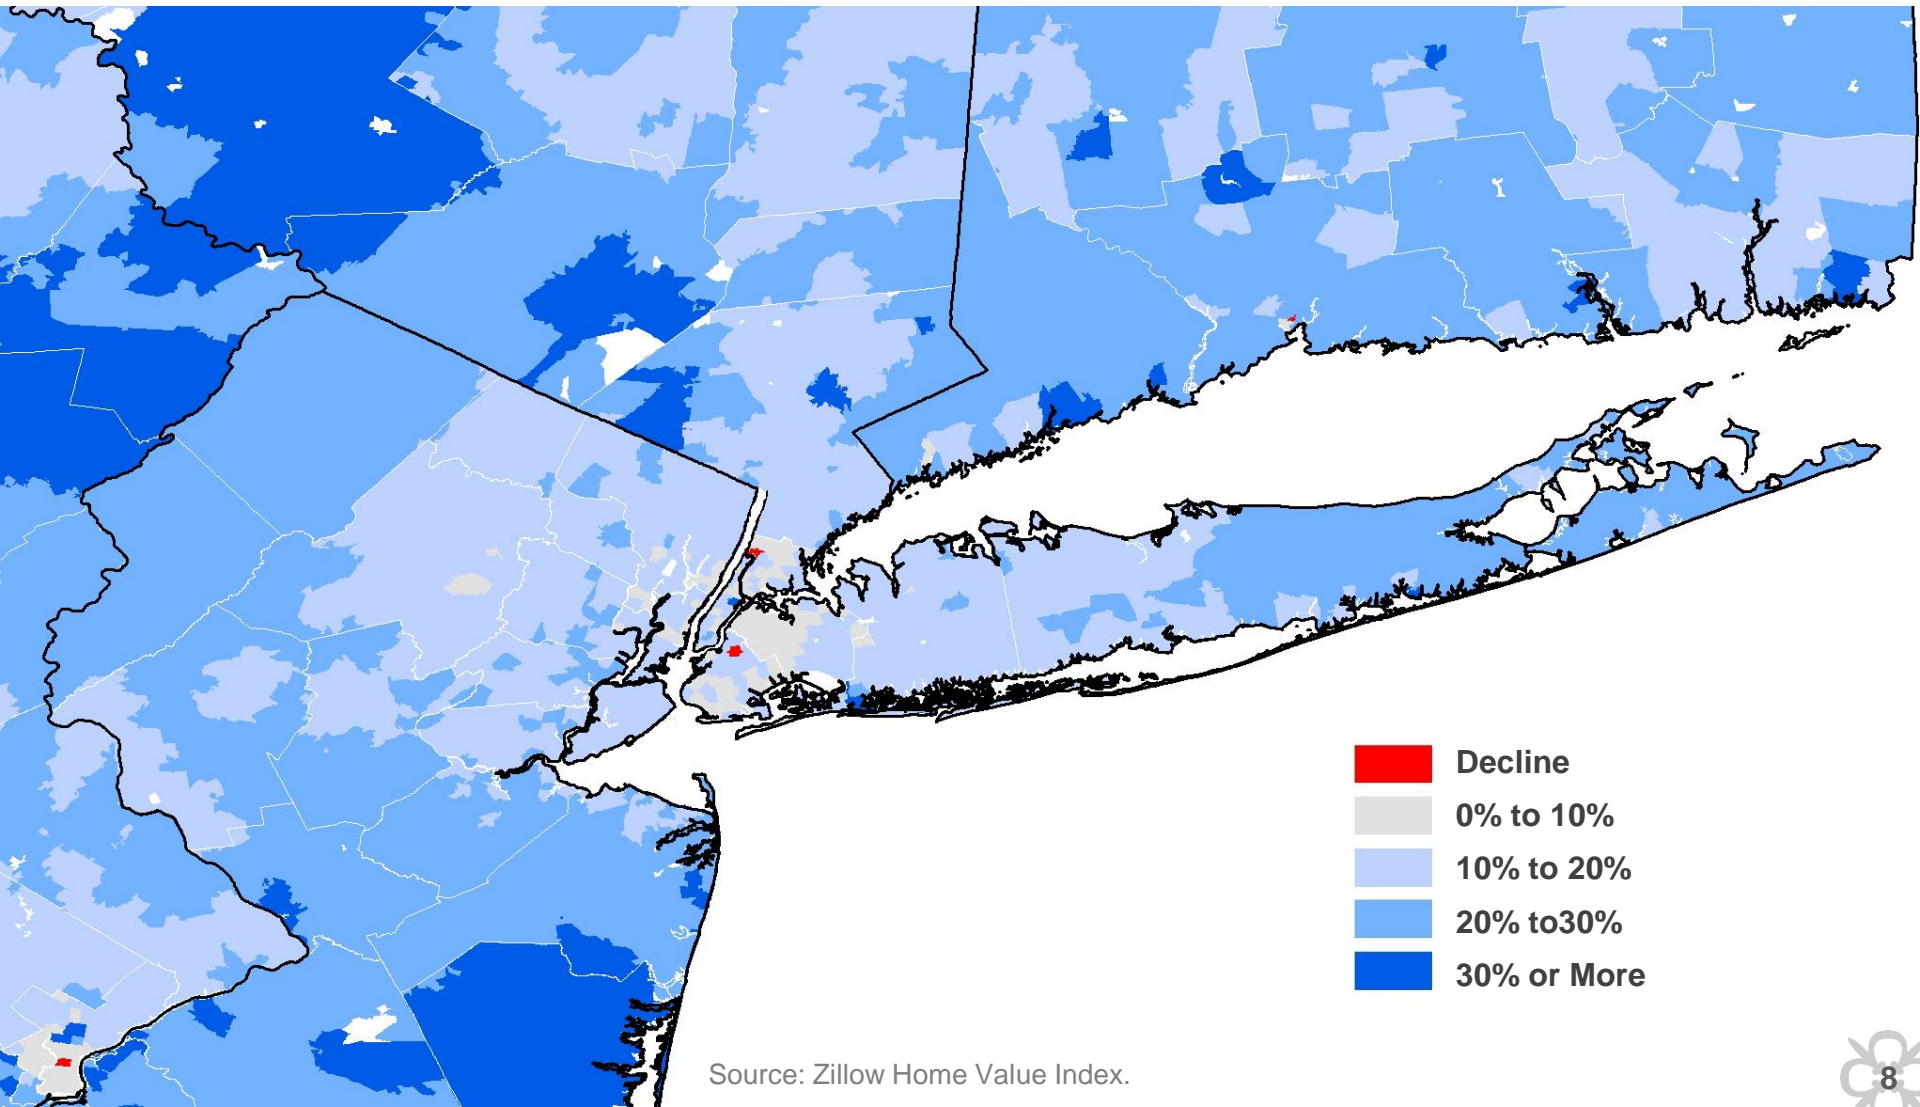 Decline
0% to 10%
10% to 20%
20% to30%
30% or More
Source: Zillow Home Value Index.
8